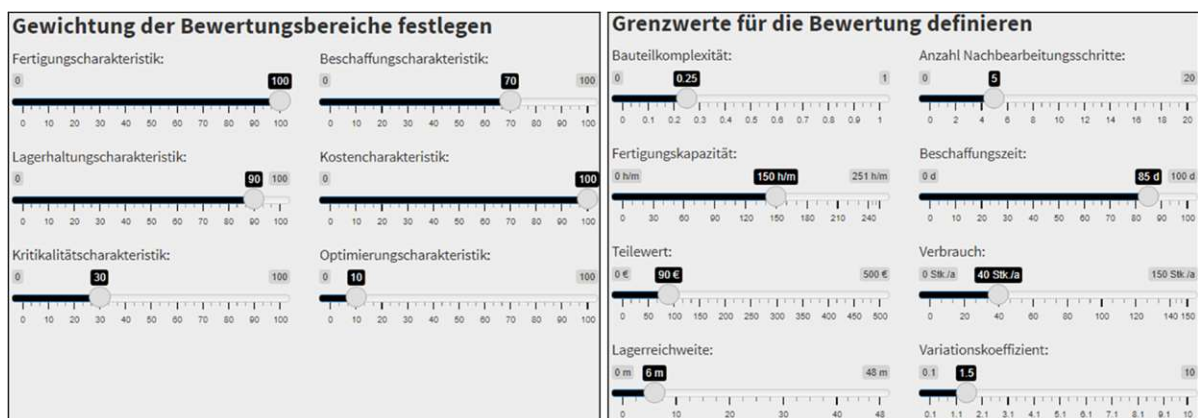 Gewichtung der Bewertungsbereiche festlegen
Fertigungscharakteristik:
0 100
0 10 20 30 40 50 60 70 80 90 100
Beschaffungscharakteristik:
0 70 100
0 10 20 30 40 50 60 70 80 90 100
Lagerhaltungscharakteristik:
0 90 100
0 10 20 30 40 50 60 70 80 90 100
Kostencharakteristik:
0 100
0 10 20 30 40 50 60 70 80 90 100
Kritikalitätscharakteristik:
0 30 100
0 10 20 30 40 50 60 70 80 90 100
Optimierungscharakteristik:
0 10 100
0 10 20 30 40 50 60 70 80 90 100
Grenzwerte für die Bewertung definieren
Bauteilkomplexität:
0 0.25 1
0 0.1 0.2 0.3 0.4 0.5 0.6 0.7 0.8 0.9 1
Anzahl Nachbearbeitungsschritte:
0 5 20
0 2 4 6 8 10 12 14 16 18 20
Fertigungskapazität:
0 h/m 150 h/m 251 h/m
0 30 60 90 120 150 180 210 240
Beschaffungszeit:
0 d 85 d 100 d
0 10 20 30 40 50 60 70 80 90 100
Teilewert:
0 € 90 € 500 €
0 50 100 150 200 250 300 350 400 450 500
Verbrauch:
0 Stk./a 40 Stk./a 150 Stk./a
0 20 40 60 80 100 120 140 150
Lagerreichweite:
0 m 6 m 48 m
0 10 20 30 40 48
Variationskoeffizient:
0.1 1.5 10
0.1 1.1 2.1 3.1 4.1 5.1 6.1 7.1 8.1 9.1